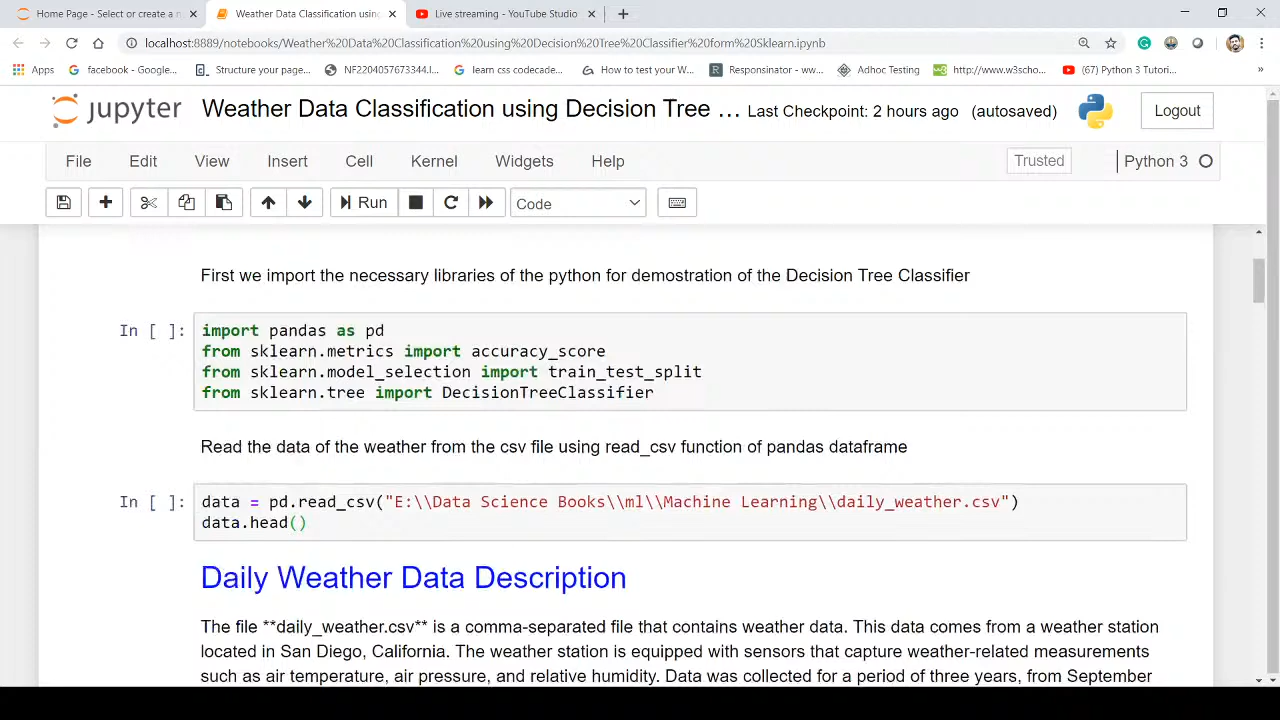 Home Page - Select or create a n
Weather Data Classification using
Live streaming - YouTube Studio
localhost:8889/notebooks/Weather%20Data%20Classification%20using%20Decision%20Tree%20Classifier%20form%20Sklearn.ipynb
Apps
facebook - Google...
Structure your page...
NF2204057673344.I...
learn css codecade...
How to test your W...
Responsinator - ww...
Adhoc Testing
http://www.w3scho...
(67) Python 3 Tutori...
»
jupyter
Weather Data Classification using Decision Tree ...
Last Checkpoint: 2 hours ago (autosaved)
Logout
File
Edit
View
Insert
Cell
Kernel
Widgets
Help
Trusted
Python 3
Run
Code
First we import the necessary libraries of the python for demostration of the Decision Tree Classifier
In [ ]:
import pandas as pd
from sklearn.metrics import accuracy_score
from sklearn.model_selection import train_test_split
from sklearn.tree import DecisionTreeClassifier
Read the data of the weather from the csv file using read_csv function of pandas dataframe
In [ ]:
data = pd.read_csv("E:\\Data Science Books\\ml\\Machine Learning\\daily_weather.csv")
data.head()
Daily Weather Data Description
The file **daily_weather.csv** is a comma-separated file that contains weather data. This data comes from a weather station
located in San Diego, California. The weather station is equipped with sensors that capture weather-related measurements
such as air temperature, air pressure, and relative humidity. Data was collected for a period of three years, from September